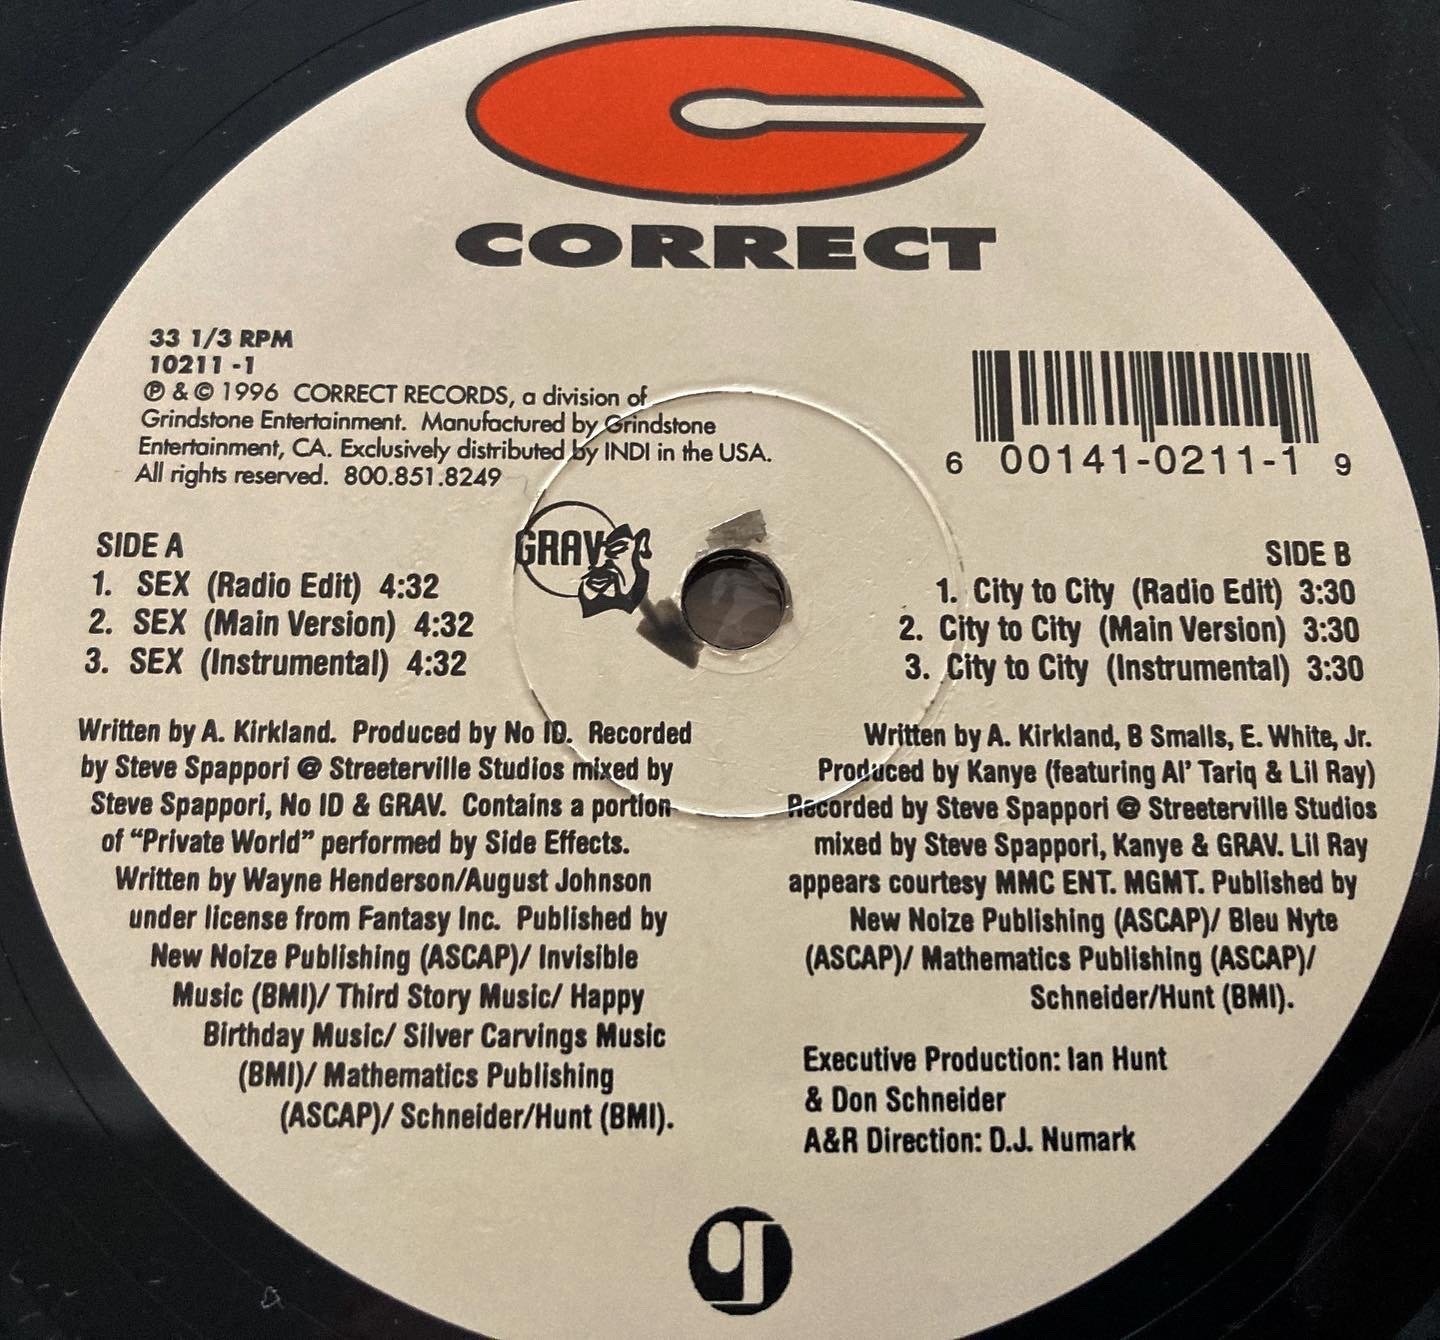 CORRECT
33 1/3 RPM
10211 -1
℗ & © 1996 CORRECT RECORDS, a division of
Grindstone Entertainment. Manufactured by Grindstone
Entertainment, CA. Exclusively distributed by INDI in the USA.
All rights reserved. 800.851.8249
6 00141-0211-1 9
GRAV
SIDE A
1. SEX (Radio Edit) 4:32
2. SEX (Main Version) 4:32
3. SEX (Instrumental) 4:32
Written by A. Kirkland. Produced by No ID. Recorded
by Steve Spappori @ Streeterville Studios mixed by
Steve Spappori, No ID & GRAV. Contains a portion
of “Private World” performed by Side Effects.
Written by Wayne Henderson/August Johnson
under license from Fantasy Inc. Published by
New Noize Publishing (ASCAP)/ Invisible
Music (BMI)/ Third Story Music/ Happy
Birthday Music/ Silver Carvings Music
(BMI)/ Mathematics Publishing
(ASCAP)/ Schneider/Hunt (BMI).
SIDE B
1. City to City (Radio Edit) 3:30
2. City to City (Main Version) 3:30
3. City to City (Instrumental) 3:30
Written by A. Kirkland, B Smalls, E. White, Jr.
Produced by Kanye (featuring Al’ Tariq & Lil Ray)
Recorded by Steve Spappori @ Streeterville Studios
mixed by Steve Spappori, Kanye & GRAV. Lil Ray
appears courtesy MMC ENT. MGMT. Published by
New Noize Publishing (ASCAP)/ Bleu Nyte
(ASCAP)/ Mathematics Publishing (ASCAP)/
Schneider/Hunt (BMI).
Executive Production: Ian Hunt
& Don Schneider
A&R Direction: D.J. Numark
g